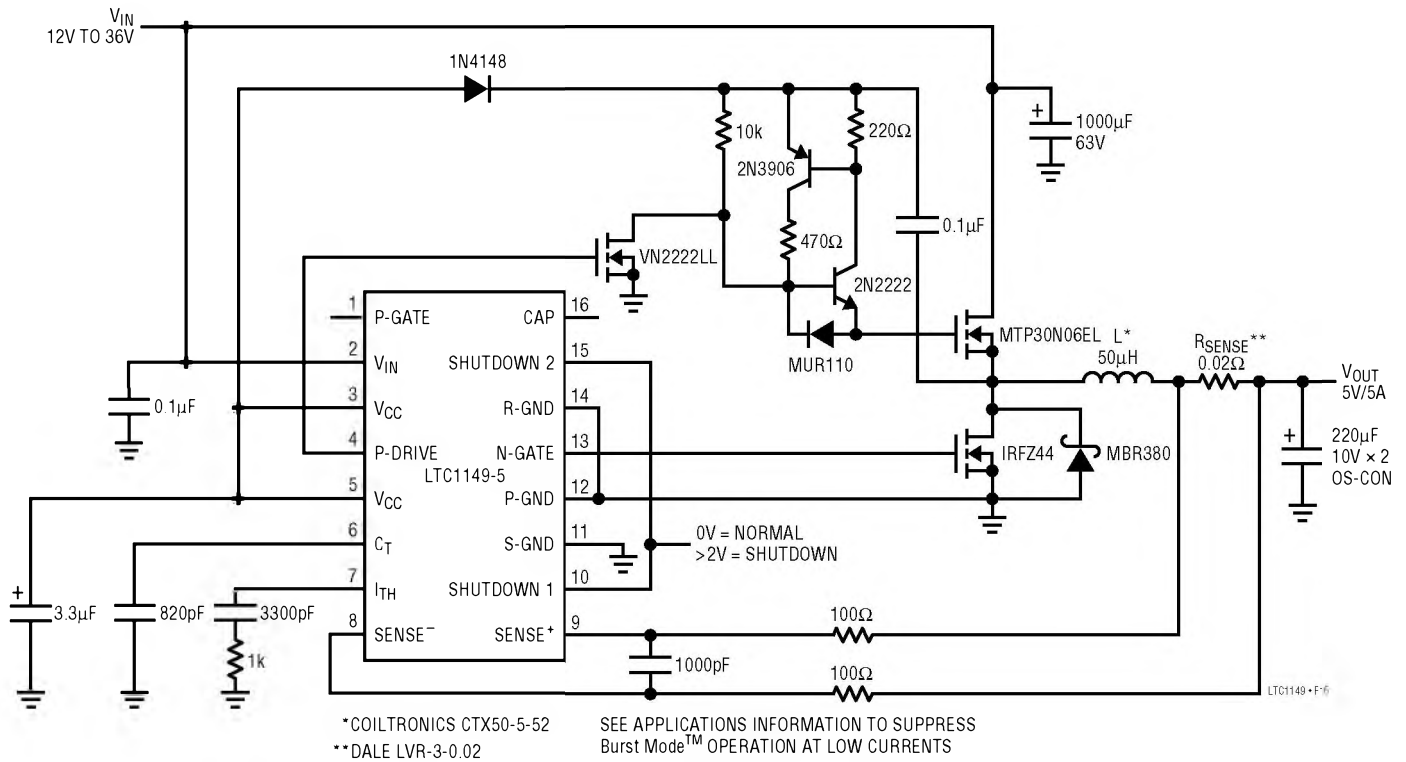 VIN
12V TO 36V
1N4148
10k
220Ω
2N3906
+
1000µF
63V
470Ω
0.1µF
VN2222LL
2N2222
MUR110
MTP30N06EL
L*
50µH
RSENSE**
0.02Ω
VOUT
5V/5A
1
P-GATE
CAP
16
2
VIN
SHUTDOWN 2
15
0.1µF
3
VCC
R-GND
14
4
P-DRIVE
N-GATE
13
LTC1149-5
IRFZ44
MBR380
+
220µF
10V × 2
OS-CON
5
VCC
P-GND
12
6
CT
S-GND
11
0V = NORMAL
>2V = SHUTDOWN
7
ITH
SHUTDOWN 1
10
8
SENSE−
SENSE+
9
+
3.3µF
820pF
3300pF
1k
100Ω
1000pF
100Ω
LTC1149 • F-6
*COILTRONICS CTX50-5-52
**DALE LVR-3-0.02
SEE APPLICATIONS INFORMATION TO SUPPRESS
Burst Mode™ OPERATION AT LOW CURRENTS